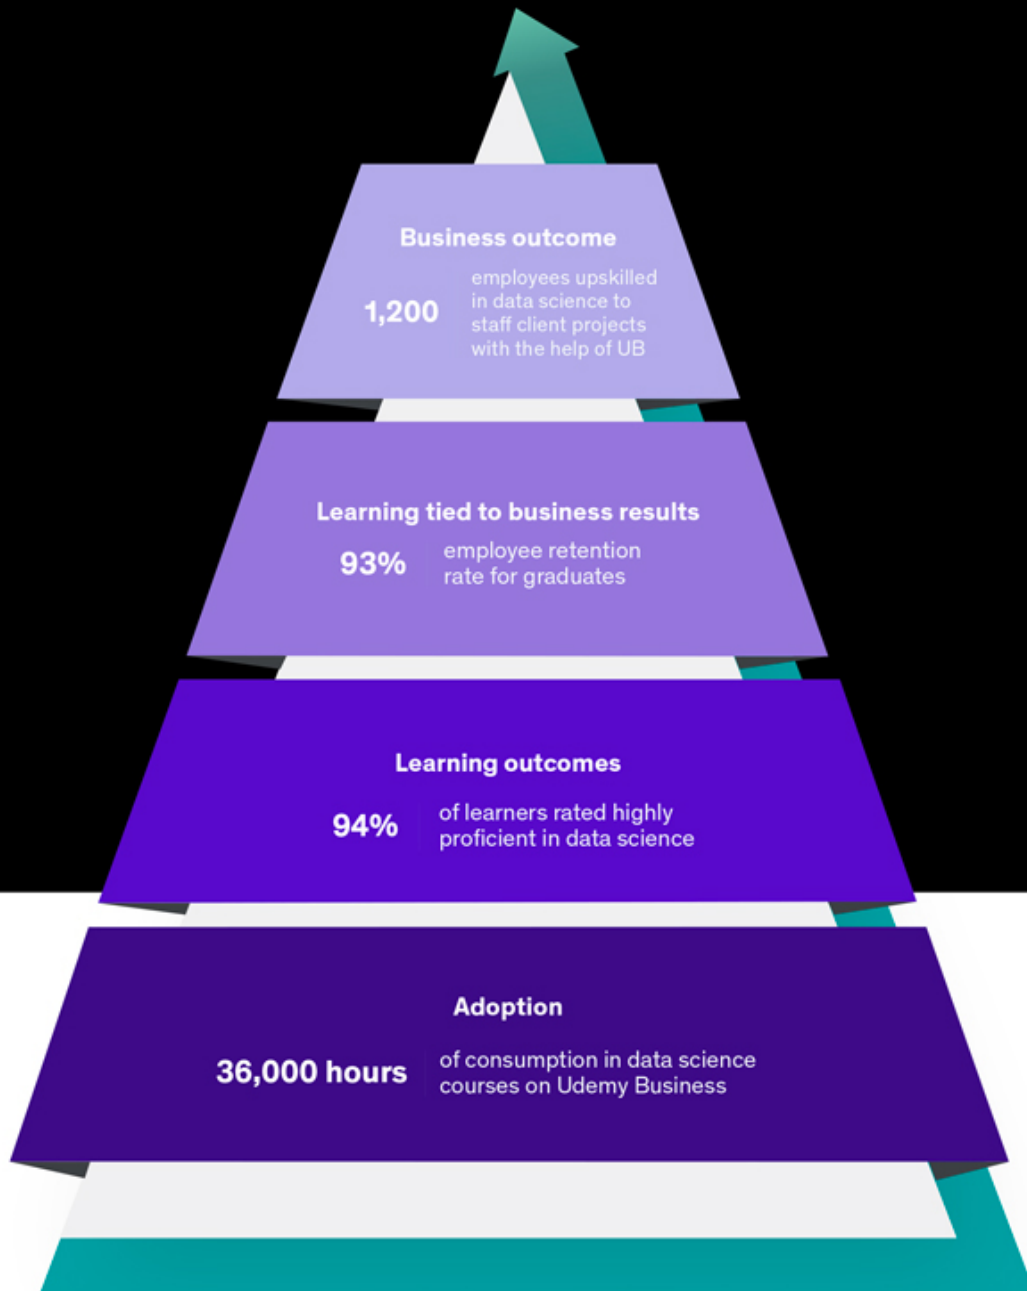 Business outcome
1,200
employees upskilled
in data science to
staff client projects
with the help of UB
Learning tied to business results
93%
employee retention
rate for graduates
Learning outcomes
94%
of learners rated highly
proficient in data science
Adoption
36,000 hours
of consumption in data science
courses on Udemy Business